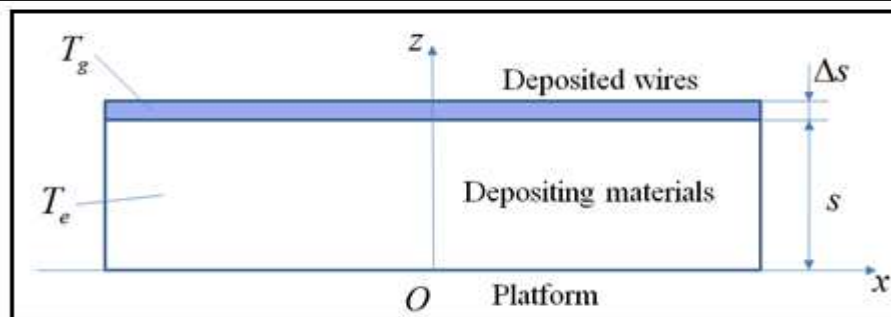 T_g
z
Deposited wires
Δs
T_e
Depositing materials
s
O
Platform
x